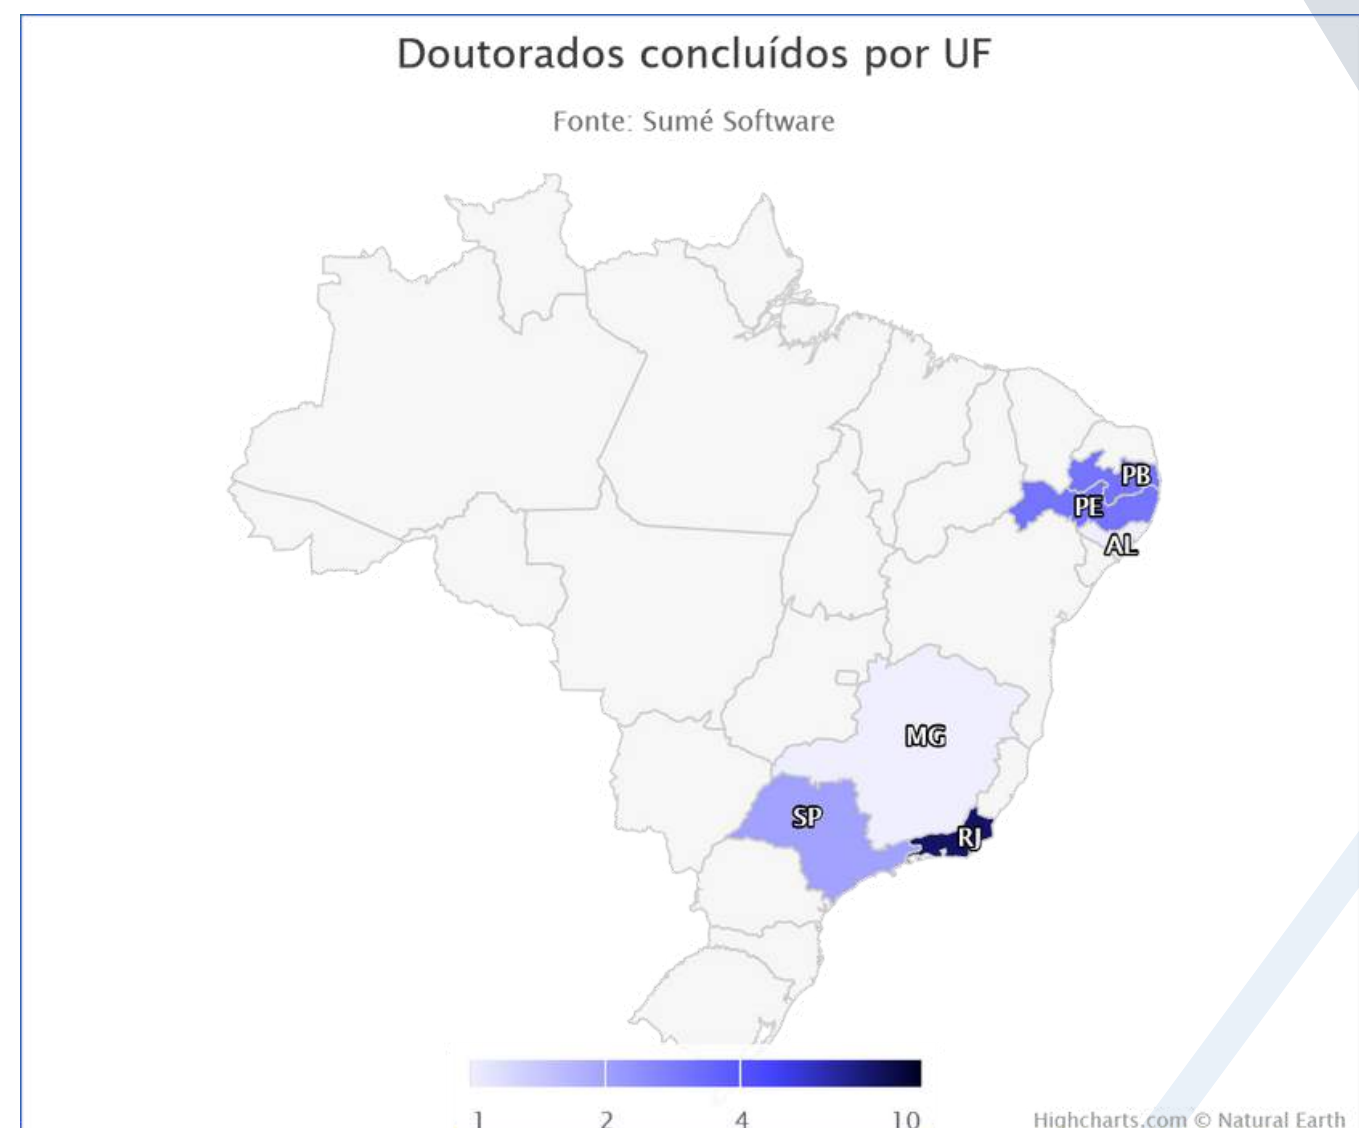 Doutorados concluídos por UF
Fonte: Sumé Software
PB
PE
AL
MG
SP
RJ
1 2 4 10
Highcharts.com © Natural Earth